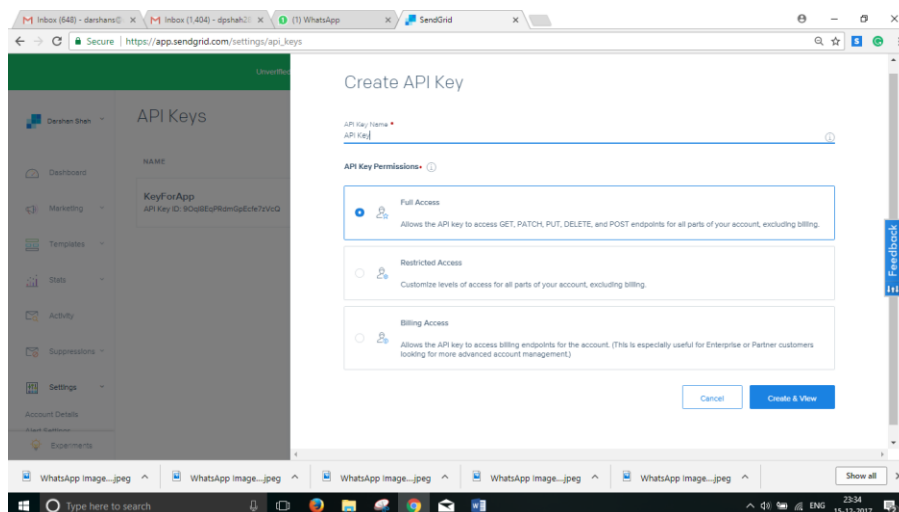 Inbox (648) - darshans@
Inbox (1,404) - dpshah2
(1) WhatsApp
SendGrid
Secure | https://app.sendgrid.com/settings/api_keys
Unverified
Create API Key
Darshan Shah
API Keys
API Key Name *
API Key
API Key Permissions•
NAME
Dashboard
KeyForApp
API Key ID:
Marketing
Full Access
Allows the API key to access GET, PATCH, PUT, DELETE, and POST endpoints for all parts of your account, excluding billing.
Templates
Feedback
Restricted Access
Customize levels of access for all parts of your account, excluding billing.
Stats
Activity
Billing Access
Allows the API key to access billing endpoints for the account. (This is especially useful for Enterprise or Partner customers
looking for more advanced account management.)
Suppressions
Settings
Cancel
Create & View
Account Details
Experiments
WhatsApp Image....jpeg
WhatsApp Image....jpeg
WhatsApp Image....jpeg
WhatsApp Image....jpeg
WhatsApp Image....jpeg
Show all
Type here to search
ENG
23:34
15-12-2017